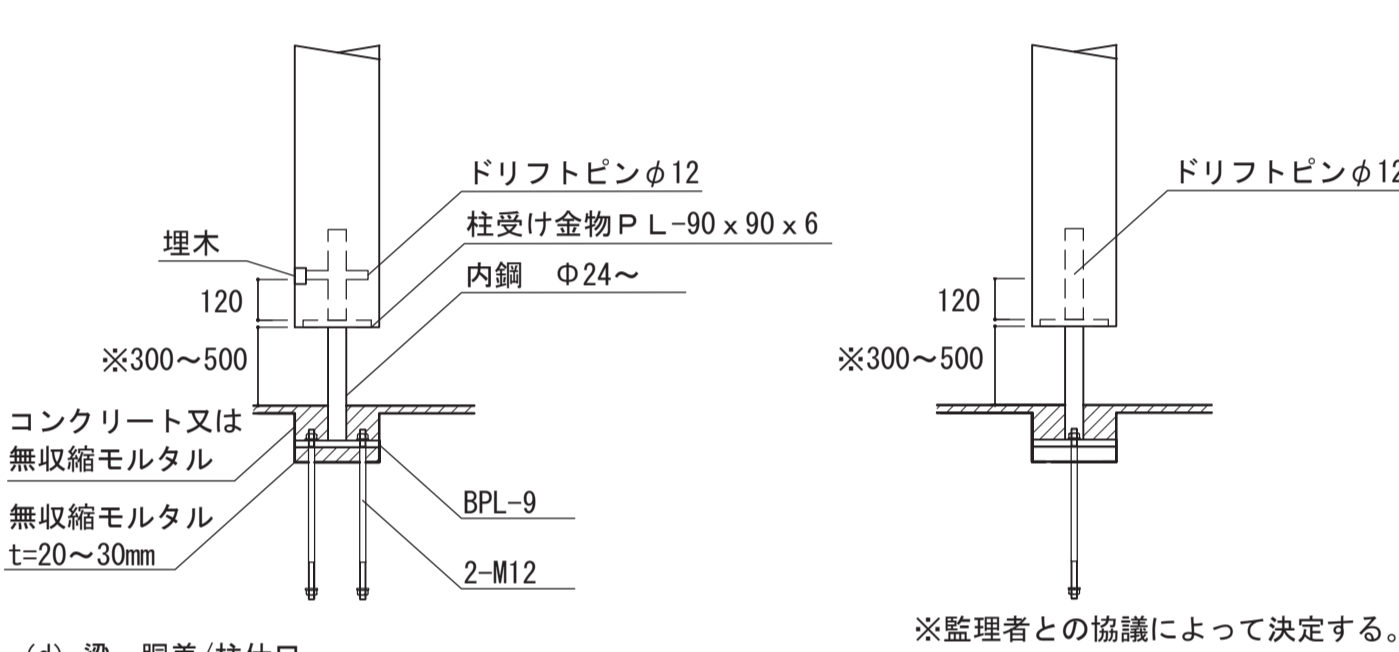 ドリフトピンφ12
柱受け金物ＰＬ-90ｘ90ｘ6
内鋼　Φ24～
埋木
120
※300～500
コンクリート又は
無収縮モルタル
無収縮モルタル
t=20～30mm
BPL-9
2-M12
ドリフトピンφ12
120
※300～500
※監理者との協議によって決定する。